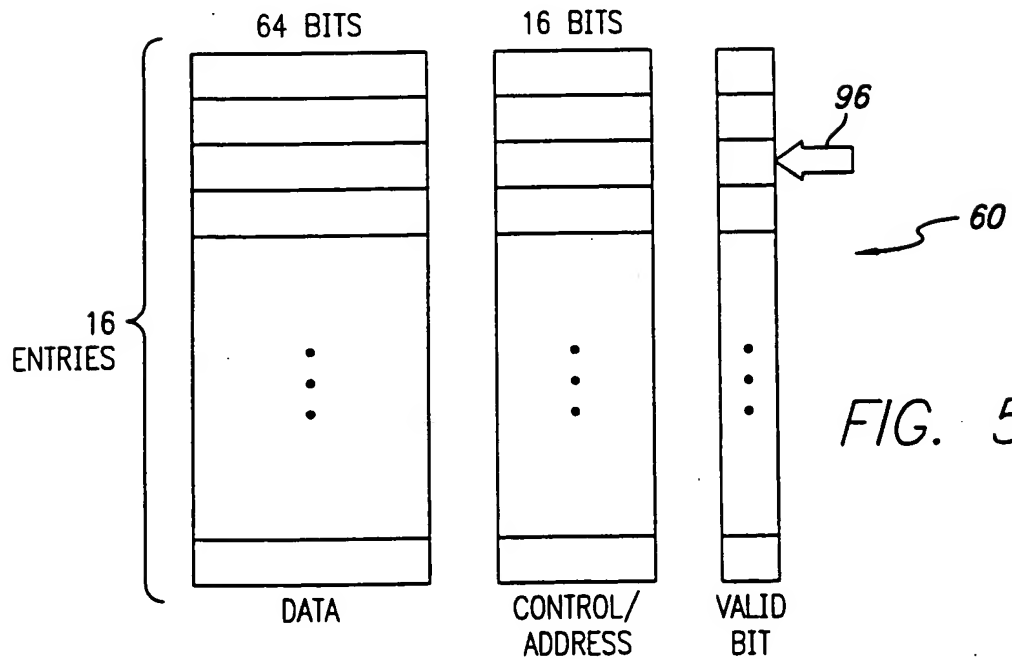 64 BITS
16 BITS
96
60
16
ENTRIES
FIG. 5
DATA
CONTROL/
ADDRESS
VALID
BIT